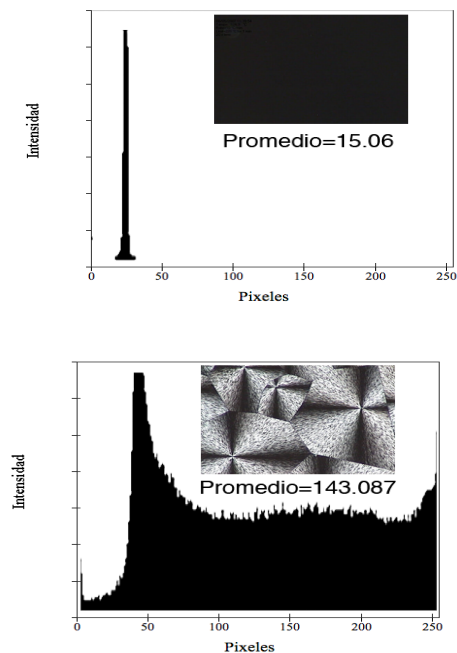 Intensidad
Promedio=15.06
0 50 100 150 200 250
Pixeles
Intensidad
Promedio=143.087
0 50 100 150 200 250
Pixeles